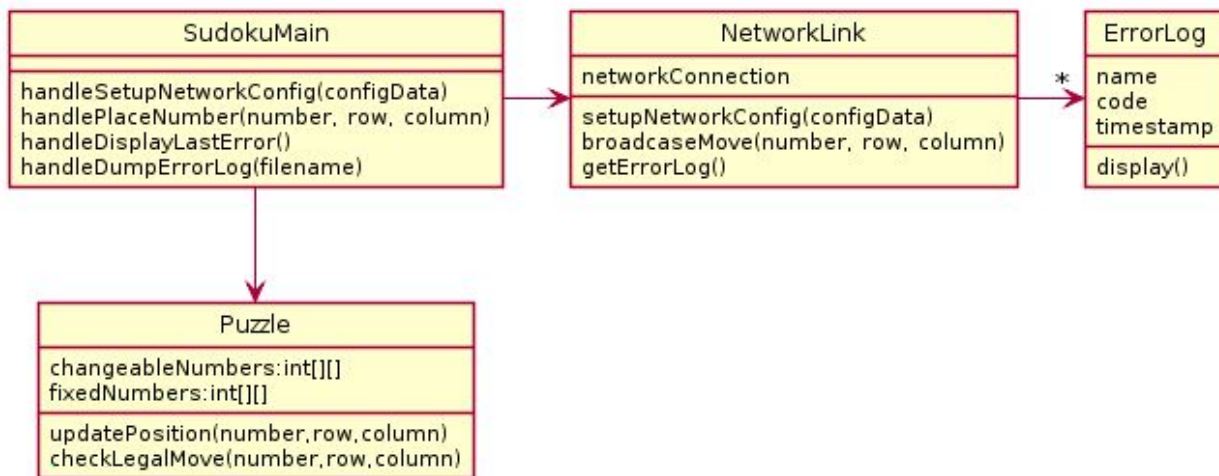 SudokuMain
handleSetupNetworkConfig(configData)
handlePlaceNumber(number, row, column)
handleDisplayLastError()
handleDumpErrorLog(filename)
NetworkLink
networkConnection
setupNetworkConfig(configData)
broadcaseMove(number, row, column)
getErrorLog()
*
ErrorLog
name
code
timestamp
display()
Puzzle
changeableNumbers:int[][]
fixedNumbers:int[][]
updatePosition(number,row,column)
checkLegalMove(number,row,column)